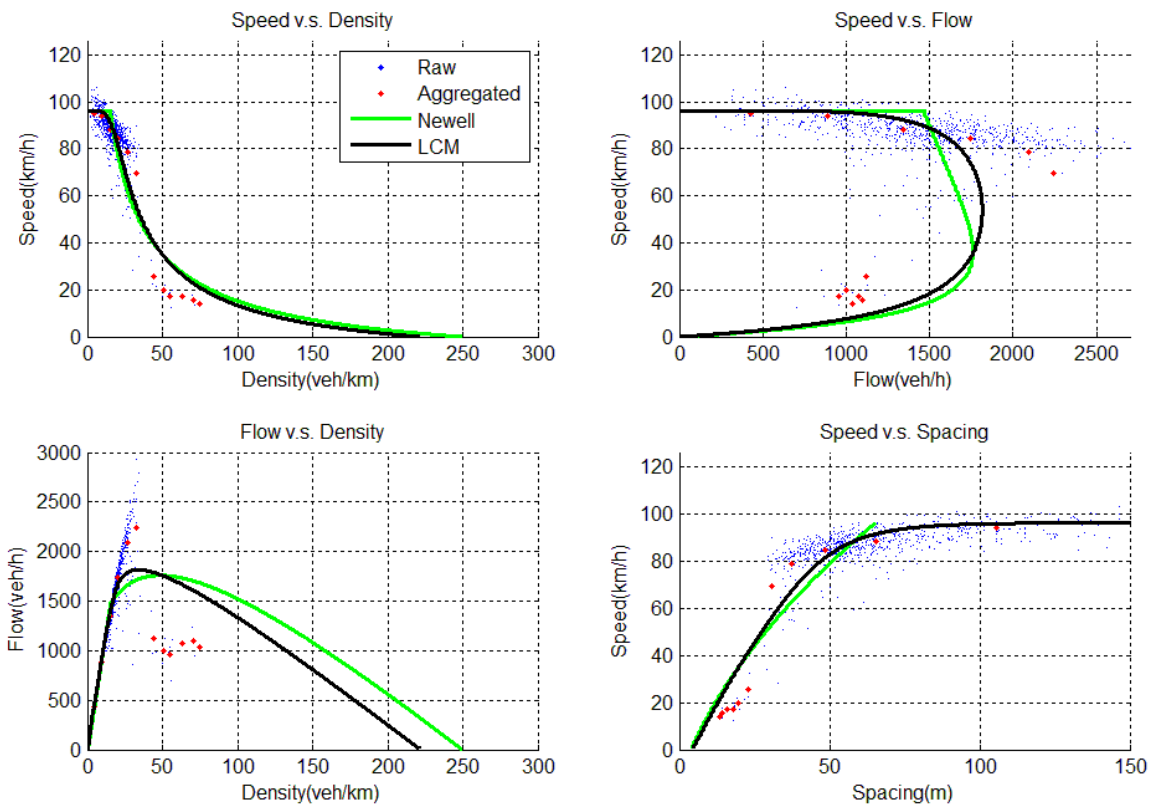 Speed v.s. Density
120
100
80
60
40
20
0
Speed(km/h)
0 50 100 150 200 250 300
Density(veh/km)
Raw
Aggregated
Newell
LCM
Speed v.s. Flow
120
100
80
60
40
20
0
Speed(km/h)
0 500 1000 1500 2000 2500
Flow(veh/h)
Flow v.s. Density
3000
2500
2000
1500
1000
500
0
Flow(veh/h)
0 50 100 150 200 250 300
Density(veh/km)
Speed v.s. Spacing
120
100
80
60
40
20
0
Speed(km/h)
0 50 100 150
Spacing(m)